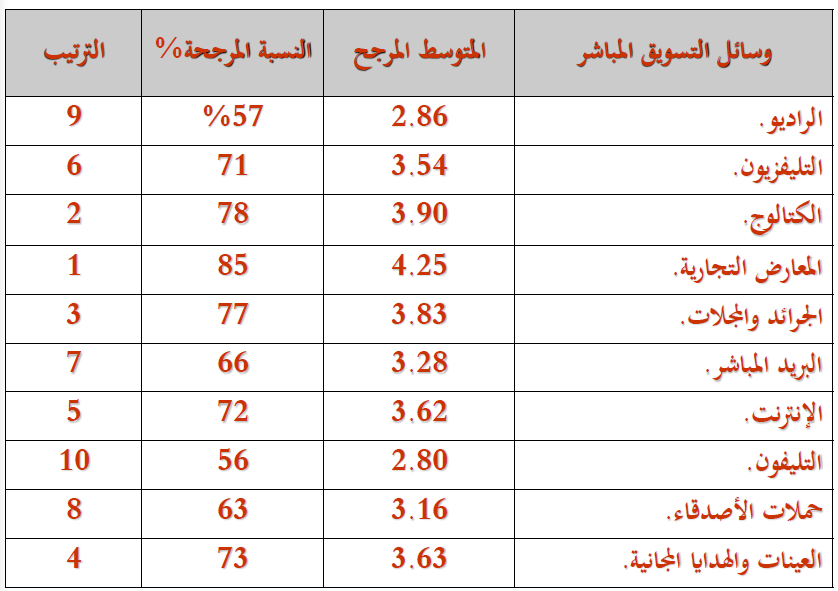 وسائل التسويق المباشر المتوسط المرجح النسبة المرجحة% الترتيب
الراديو. 2.86 57% 9
التليفزيون. 3.54 71 6
الكتالوج. 3.90 78 2
المعارض التجارية. 4.25 85 1
الجرائد والمجلات. 3.83 77 3
البريد المباشر. 3.28 66 7
الإنترنت. 3.62 72 5
التليفون. 2.80 56 10
حملات الأصدقاء. 3.16 63 8
العينات والهدايا المجانية. 3.63 73 4